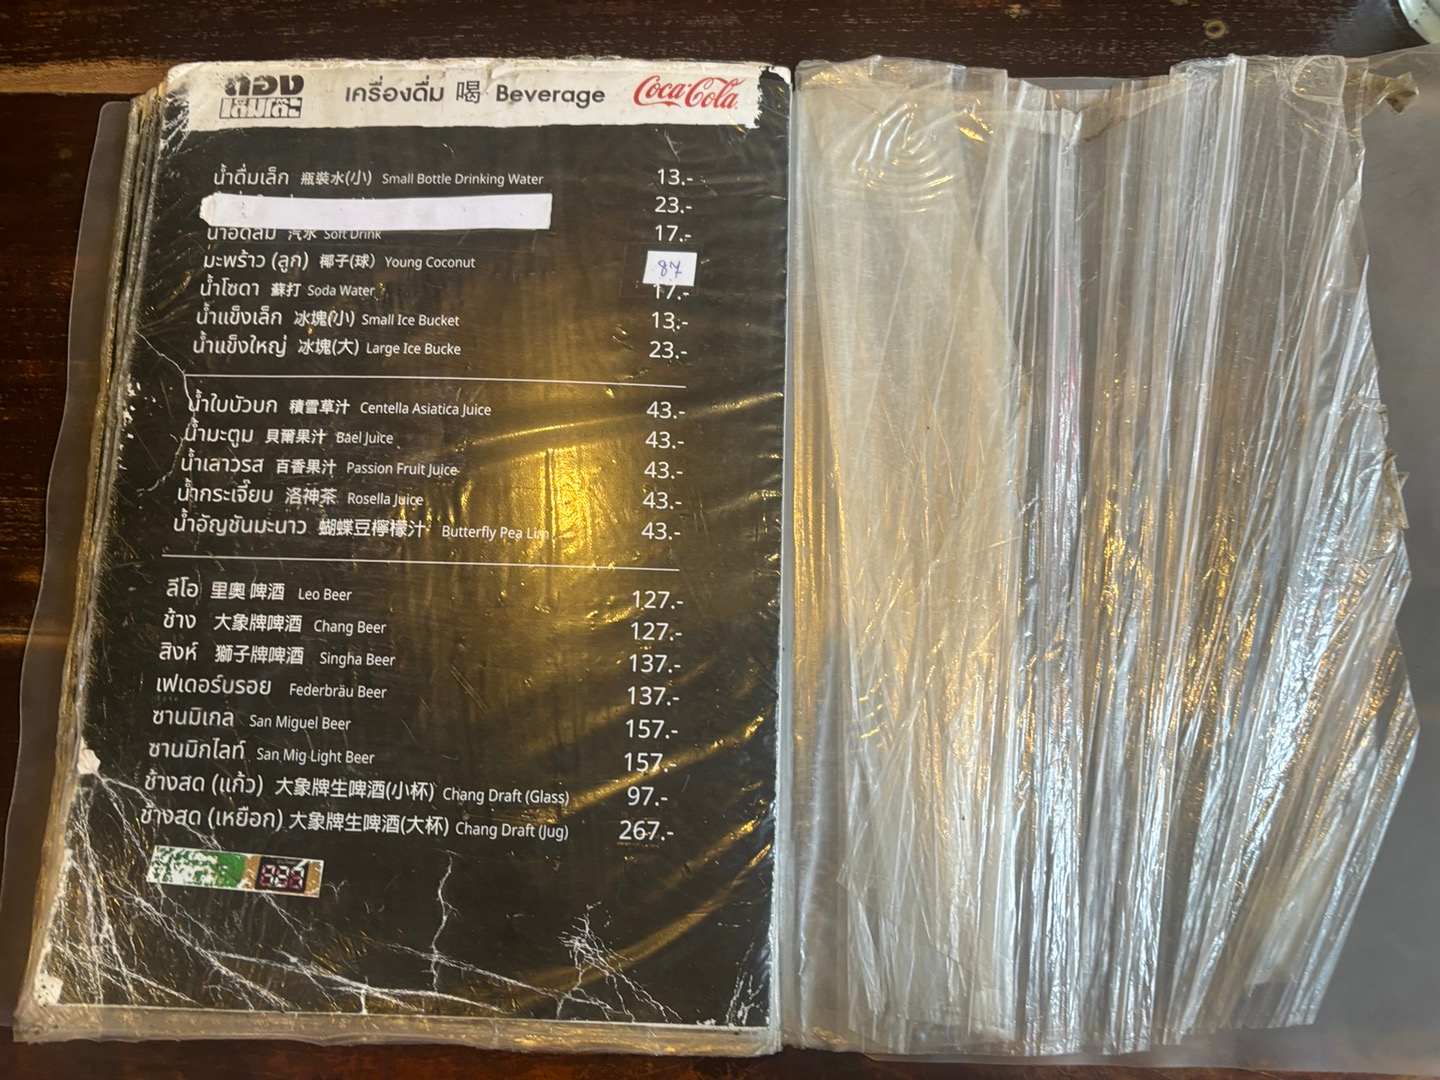 ถอง
เต็มโต๊ะ
เครื่องดื่ม 喝 Beverage
Coca-Cola
น้ำดื่มเล็ก 瓶裝水(小) Small Bottle Drinking Water 13.-
23.-
น้ำอัดลม 汽水 Soft Drink 17.-
มะพร้าว (ลูก) 椰子(球) Young Coconut 87
น้ำโซดา 蘇打 Soda Water 17.-
น้ำแข็งเล็ก 冰塊(小) Small Ice Bucket 13.-
น้ำแข็งใหญ่ 冰塊(大) Large Ice Bucke 23.-
น้ำใบบัวบก 積雪草汁 Centella Asiatica Juice 43.-
น้ำมะตูม 貝爾果汁 Bael Juice 43.-
น้ำเสาวรส 百香果汁 Passion Fruit Juice 43.-
น้ำกระเจี๊ยบ 洛神茶 Rosella Juice 43.-
น้ำอัญชันมะนาว 蝴蝶豆檸檬汁 Butterfly Pea Lim 43.-
ลีโอ 里奧 啤酒 Leo Beer 127.-
ช้าง 大象牌啤酒 Chang Beer 127.-
สิงห์ 獅子牌啤酒 Singha Beer 137.-
เฟเดอร์บรอย Federbräu Beer 137.-
ซานมิเกล San Miguel Beer 157.-
ซานมิกไลท์ San Mig Light Beer 157.-
ช้างสด (แก้ว) 大象牌生啤酒(小杯) Chang Draft (Glass) 97.-
ช้างสด (เหยือก) 大象牌生啤酒(大杯) Chang Draft (Jug) 267.-